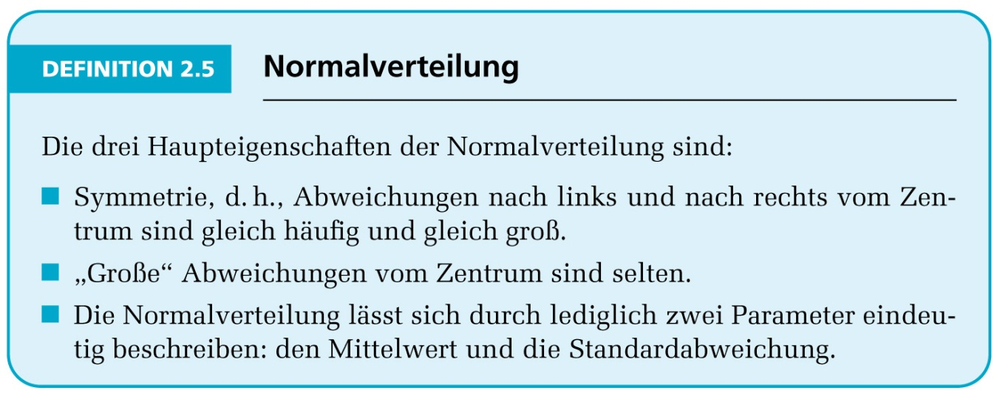 DEFINITION 2.5 Normalverteilung
Die drei Haupteigenschaften der Normalverteilung sind:
■ Symmetrie, d. h., Abweichungen nach links und nach rechts vom Zen-
trum sind gleich häufig und gleich groß.
■ „Große“ Abweichungen vom Zentrum sind selten.
■ Die Normalverteilung lässt sich durch lediglich zwei Parameter eindeu-
tig beschreiben: den Mittelwert und die Standardabweichung.